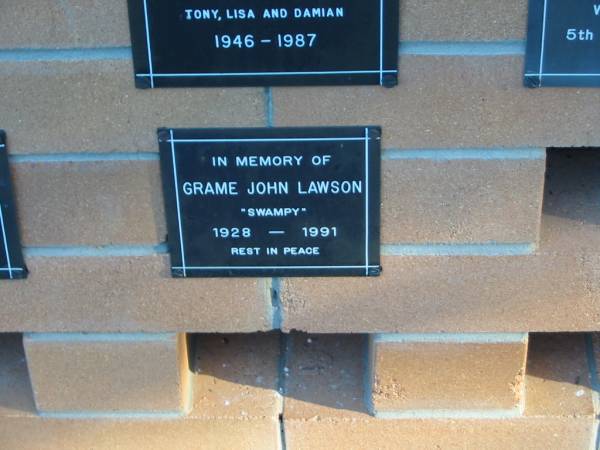 TONY, LISA AND DAMIAN
1946 - 1987
5th
IN MEMORY OF
GRAME JOHN LAWSON
"SWAMPY"
1928 — 1991
REST IN PEACE